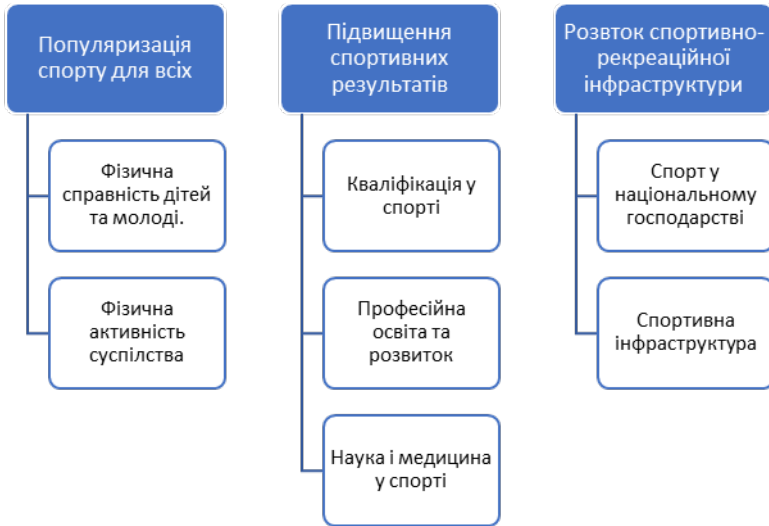 Популяризація
спорту для всіх
Фізична
справність дітей
та молоді.
Фізична
активність
суспілства
Підвищення
спортивних
результатів
Кваліфікація у
спорті
Професійна
освіта та
розвиток
Наука і медицина
у спорті
Розвток спортивно-
рекреаційної
інфраструктури
Спорт у
національному
господарстві
Спортивна
інфраструктура